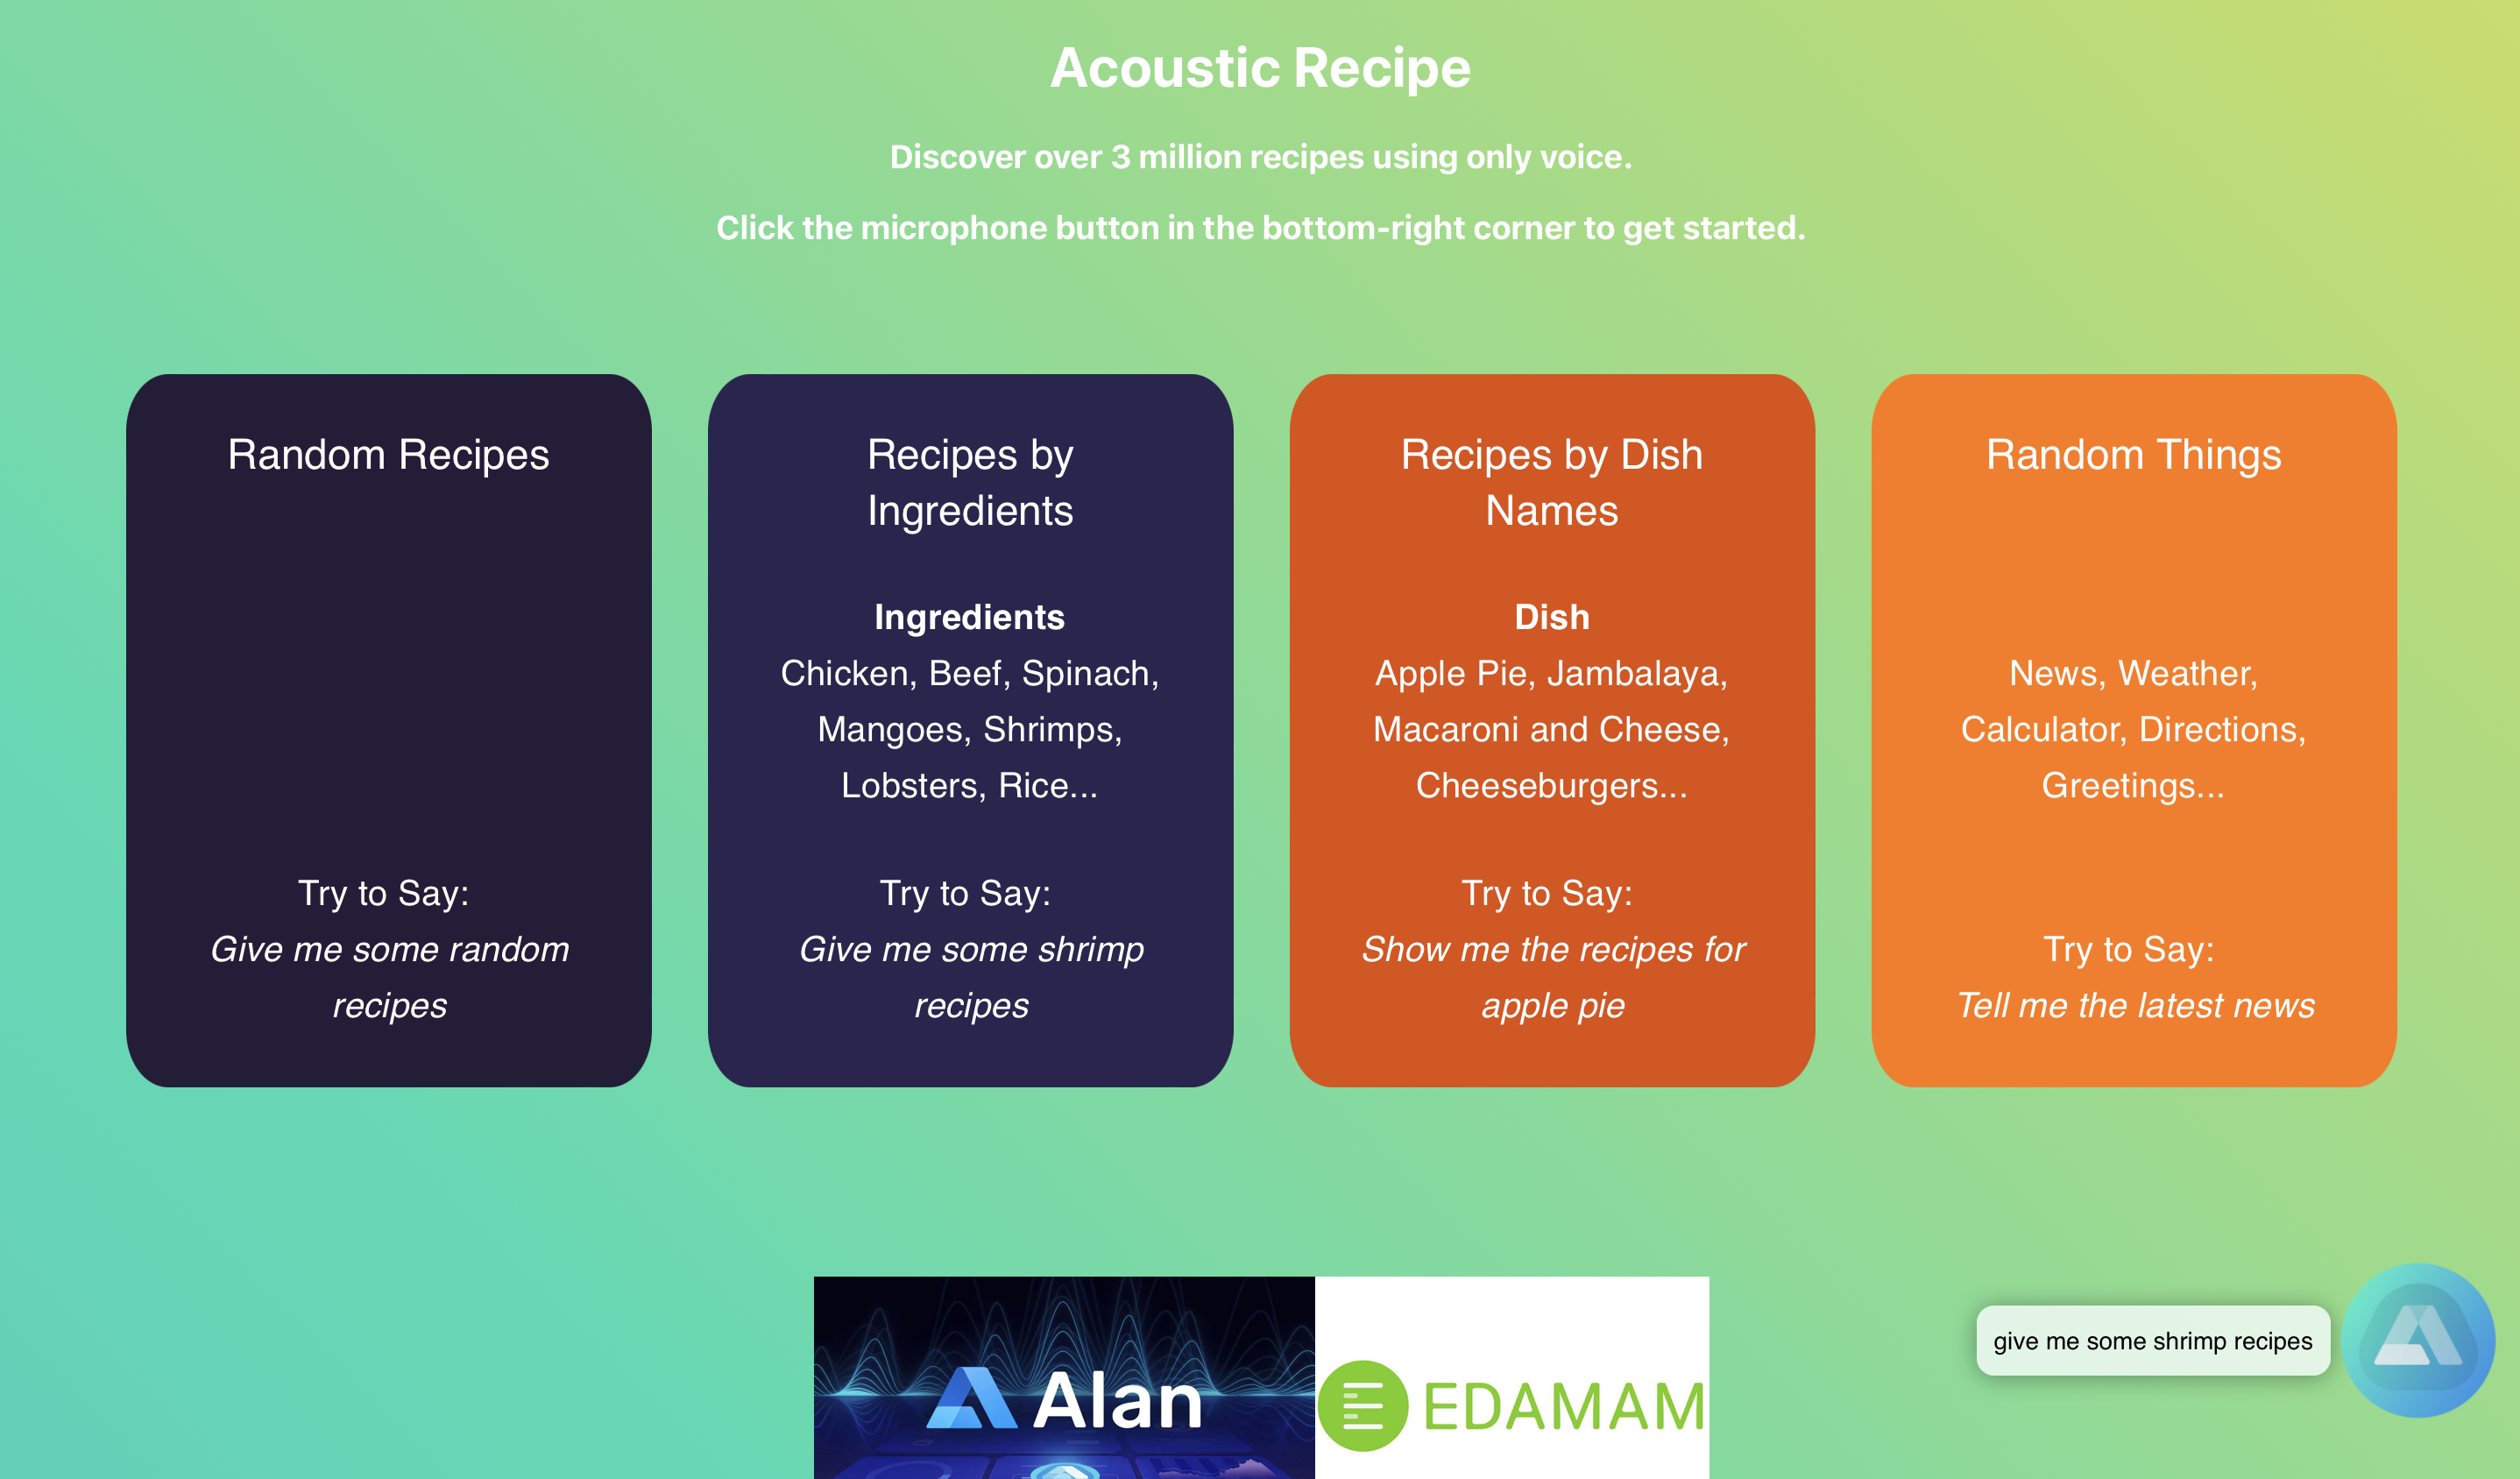 Acoustic Recipe
Discover over 3 million recipes using only voice.
Click the microphone button in the bottom-right corner to get started.
Random Recipes
Try to Say:
Give me some random
recipes
Recipes by
Ingredients
Ingredients
Chicken, Beef, Spinach,
Mangoes, Shrimps,
Lobsters, Rice...
Try to Say:
Give me some shrimp
recipes
Recipes by Dish
Names
Dish
Apple Pie, Jambalaya,
Macaroni and Cheese,
Cheeseburgers...
Try to Say:
Show me the recipes for
apple pie
Random Things
News, Weather,
Calculator, Directions,
Greetings...
Try to Say:
Tell me the latest news
give me some shrimp recipes
Alan
EDAMAM